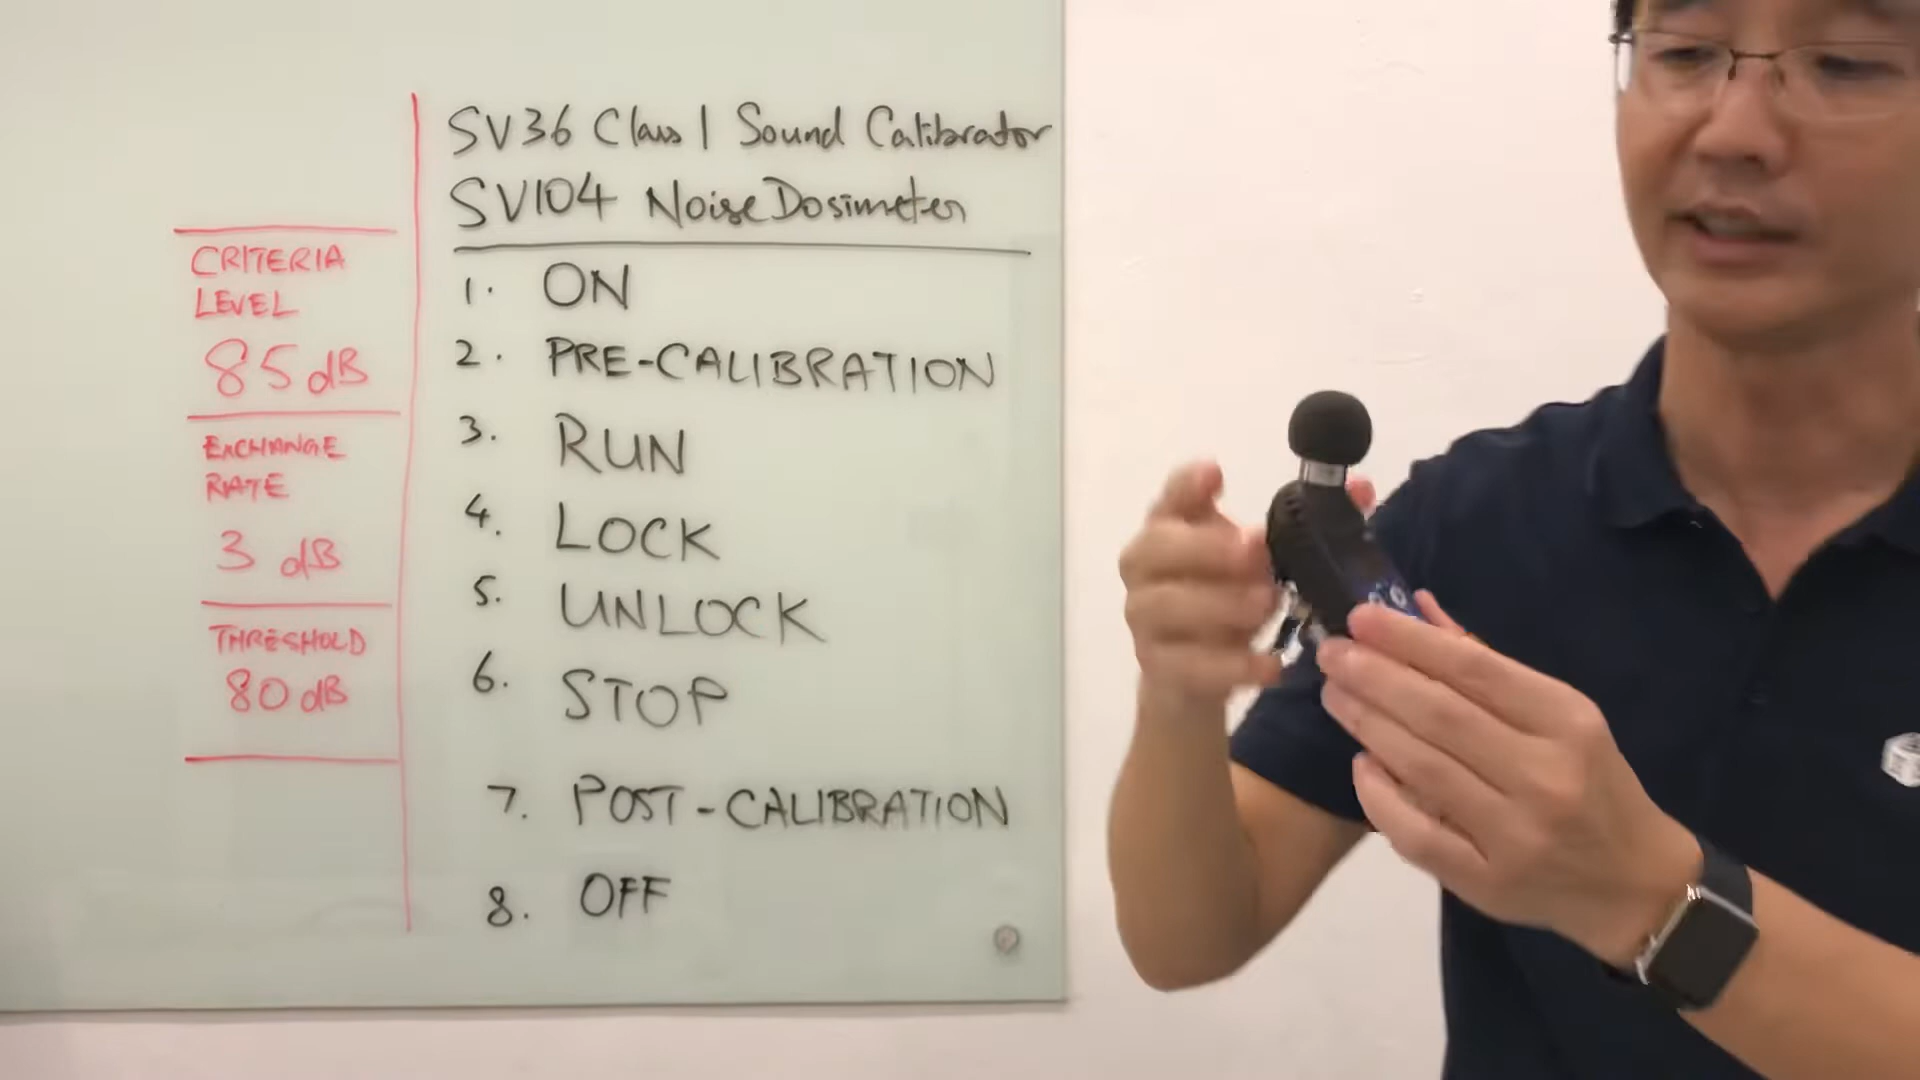 CRITERIA
LEVEL
85 dB
EXCHANGE
RATE
3 dB
THRESHOLD
80 dB
SV36 Class 1 Sound Calibrator
SV104 Noise Dosimeter
1. ON
2. PRE-CALIBRATION
3. RUN
4. LOCK
5. UNLOCK
6. STOP
7. POST-CALIBRATION
8. OFF